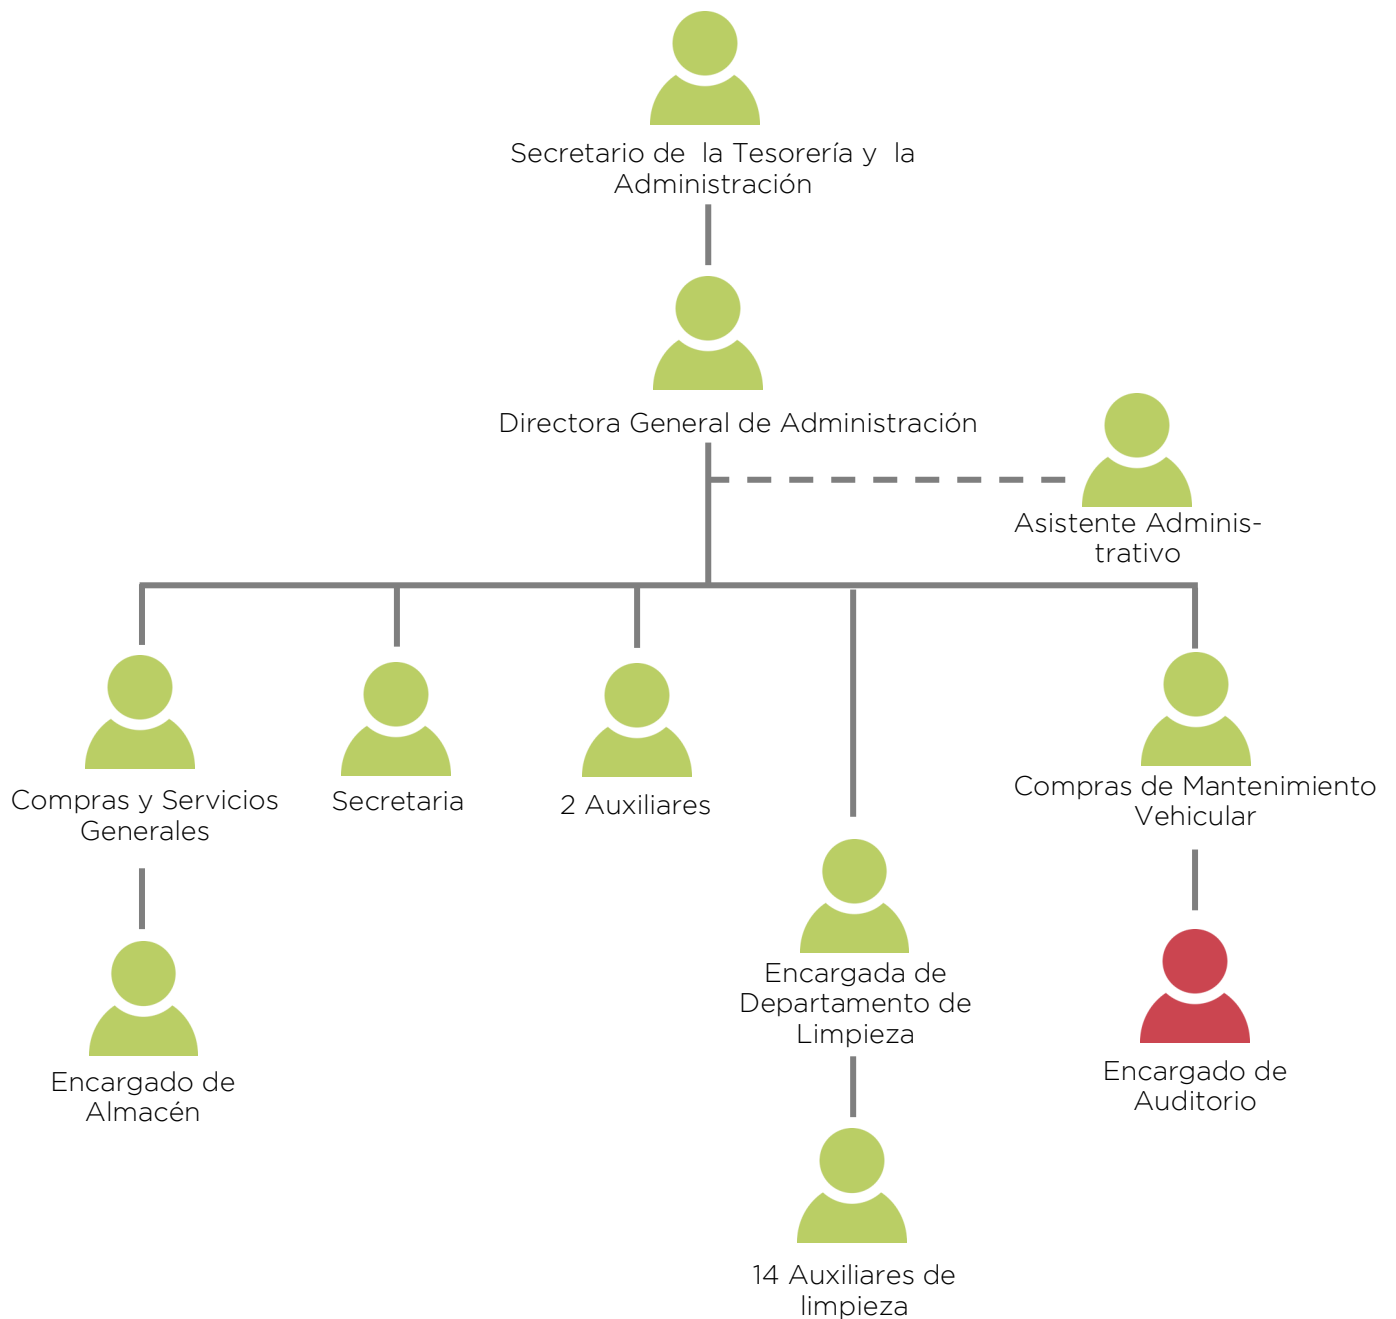 Secretario de  la Tesorería y  la
Administración
Directora General de Administración
Asistente Adminis-
trativo
Compras y Servicios
Generales
Secretaria
2 Auxiliares
Compras de Mantenimiento
Vehicular
Encargada de
Departamento de
Limpieza
Encargado de
Almacén
Encargado de
Auditorio
14 Auxiliares de
limpieza